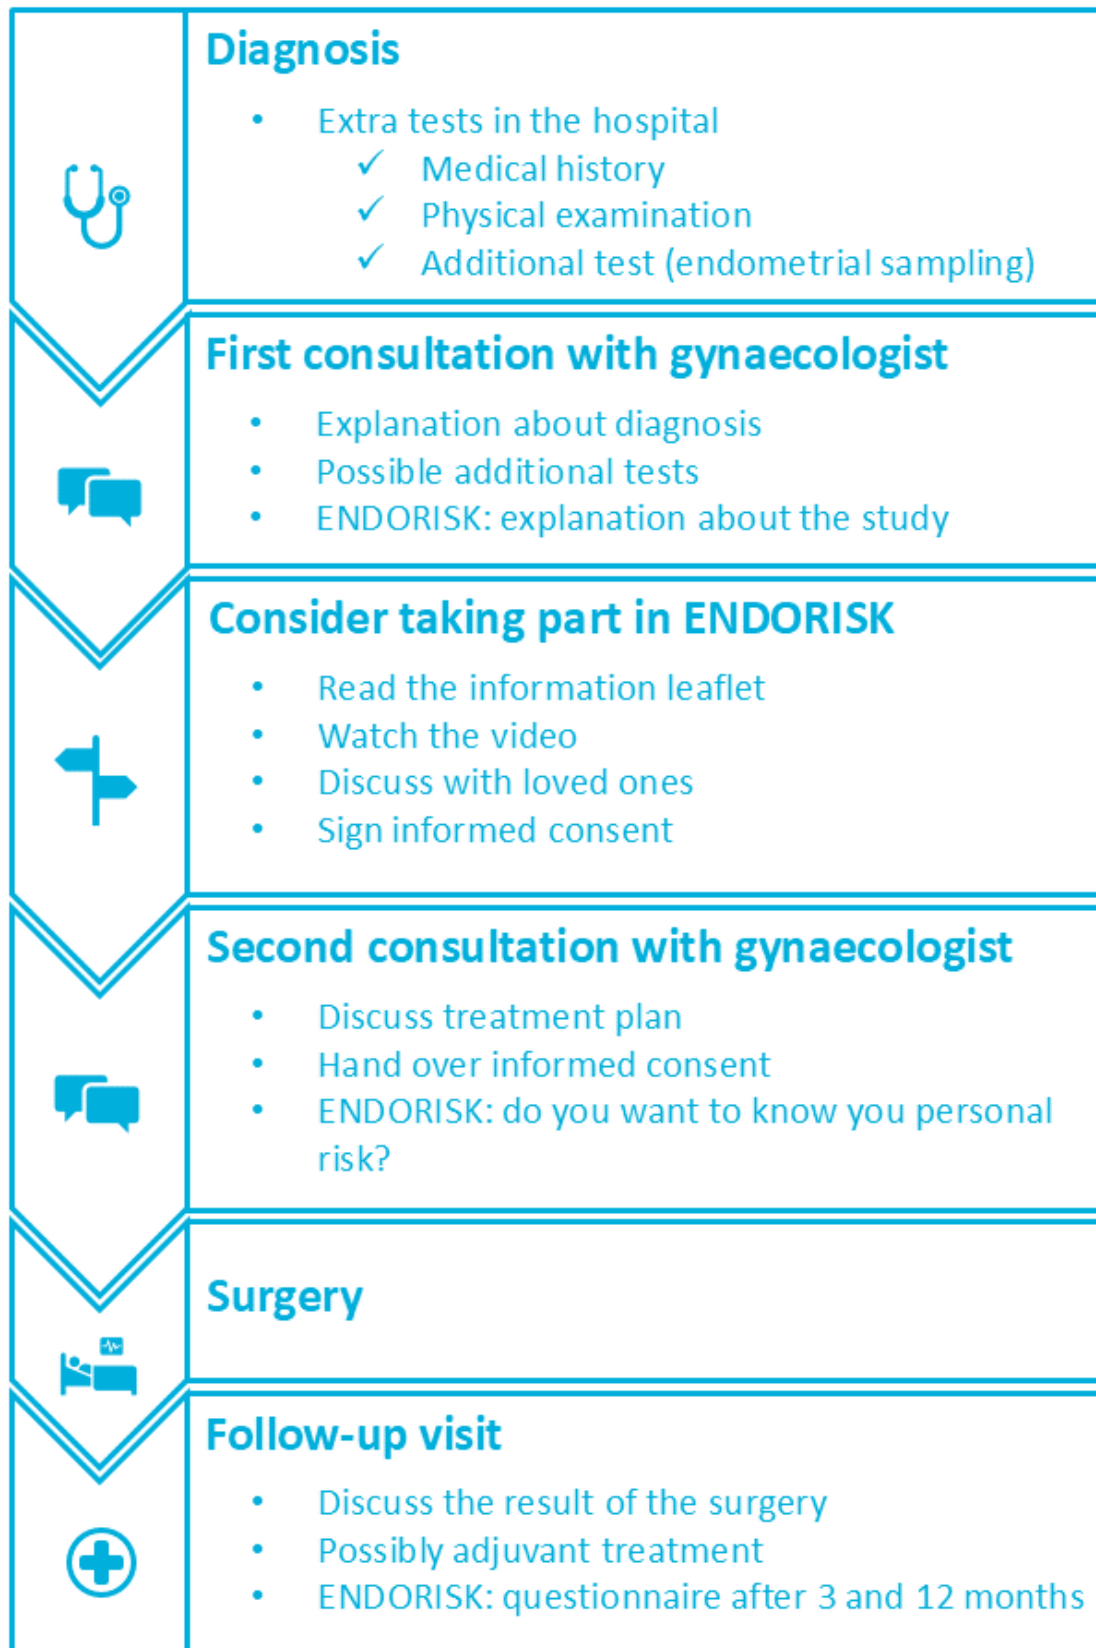 Diagnosis
• Extra tests in the hospital
✓ Medical history
✓ Physical examination
✓ Additional test (endometrial sampling)
First consultation with gynaecologist
• Explanation about diagnosis
• Possible additional tests
• ENDORISK: explanation about the study
Consider taking part in ENDORISK
• Read the information leaflet
• Watch the video
• Discuss with loved ones
• Sign informed consent
Second consultation with gynaecologist
• Discuss treatment plan
• Hand over informed consent
• ENDORISK: do you want to know you personal
risk?
Surgery
Follow-up visit
• Discuss the result of the surgery
• Possibly adjuvant treatment
• ENDORISK: questionnaire after 3 and 12 months